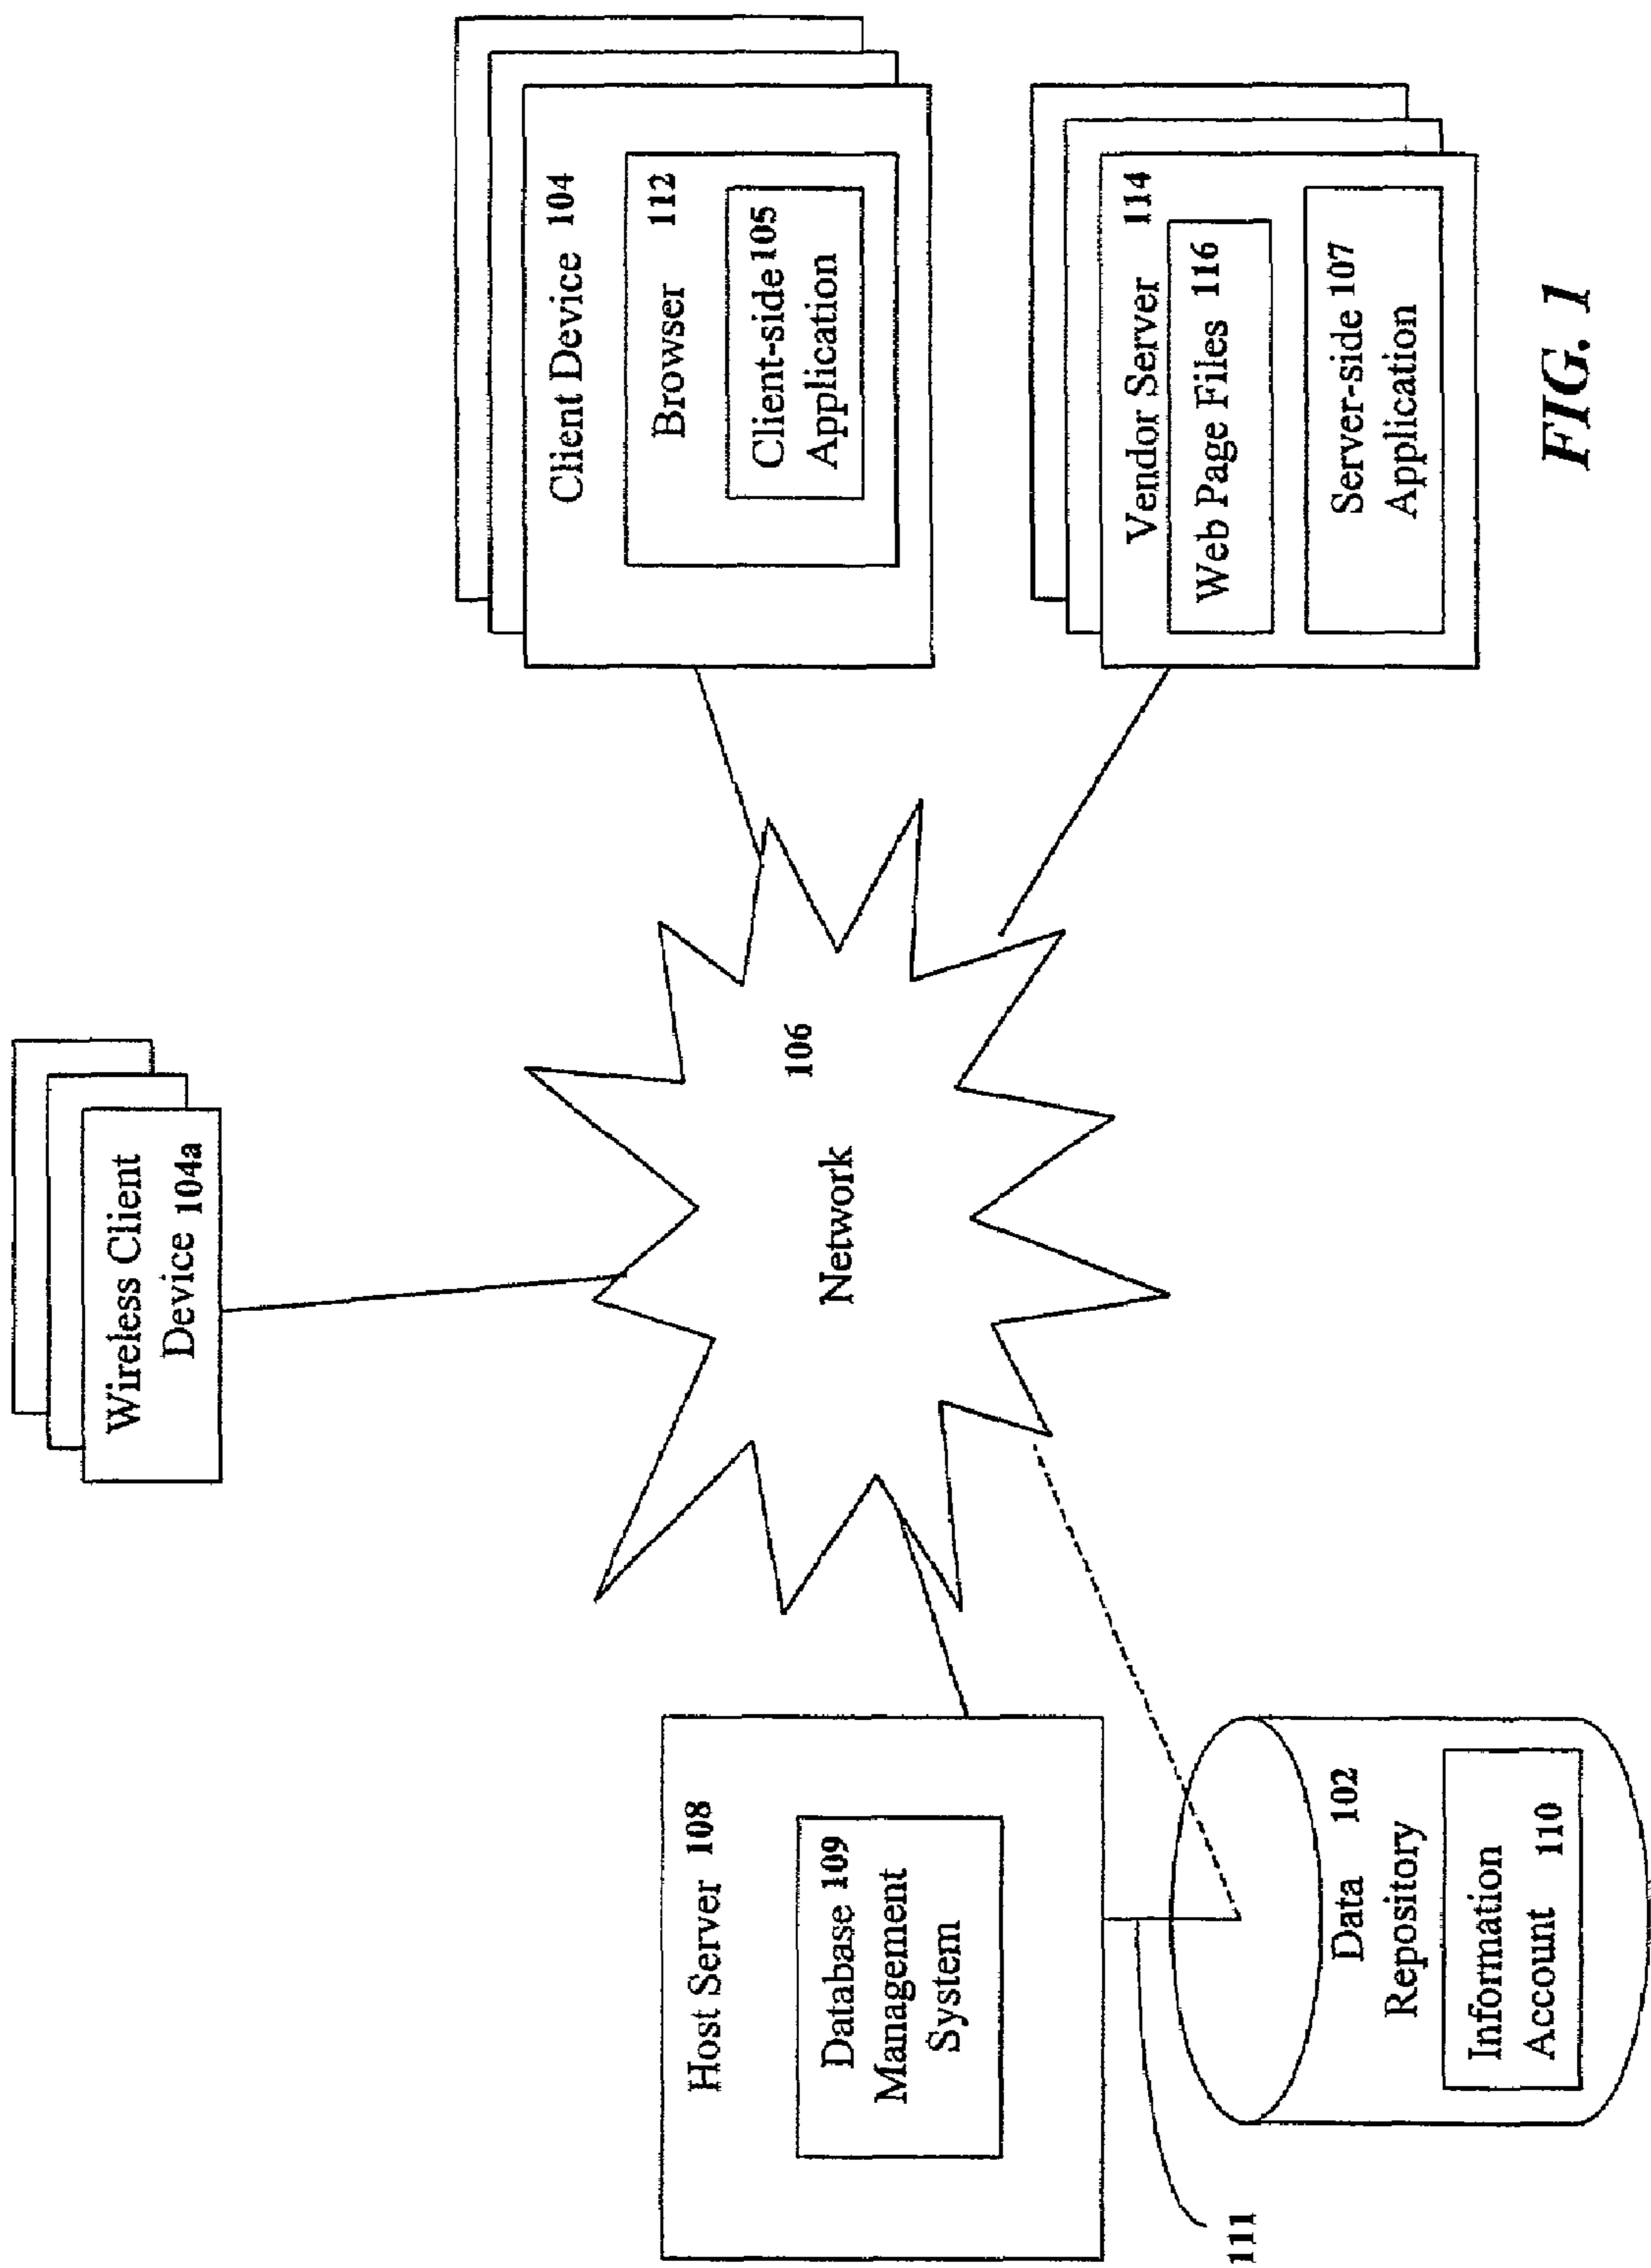 Wireless Client
Device 104a
Client Device 104
Browser 112
Client-side 105
Application
Network 106
Host Server 108
Database 109
Management
System
Vendor Server 114
Web Page Files 116
Server-side 107
Application
111
Data 102
Repository
Information
Account 110
FIG. 1